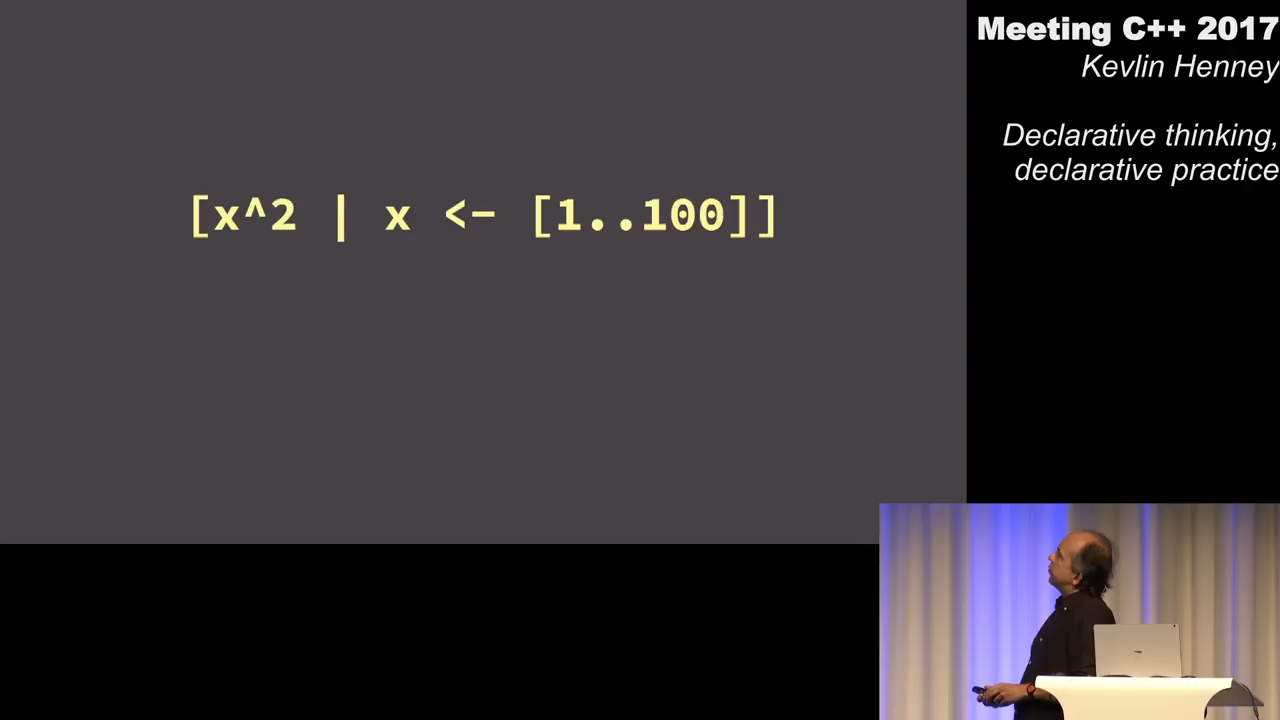 [x^2 | x <- [1..100]]
Meeting C++ 2017
Kevlin Henney
Declarative thinking,
declarative practice